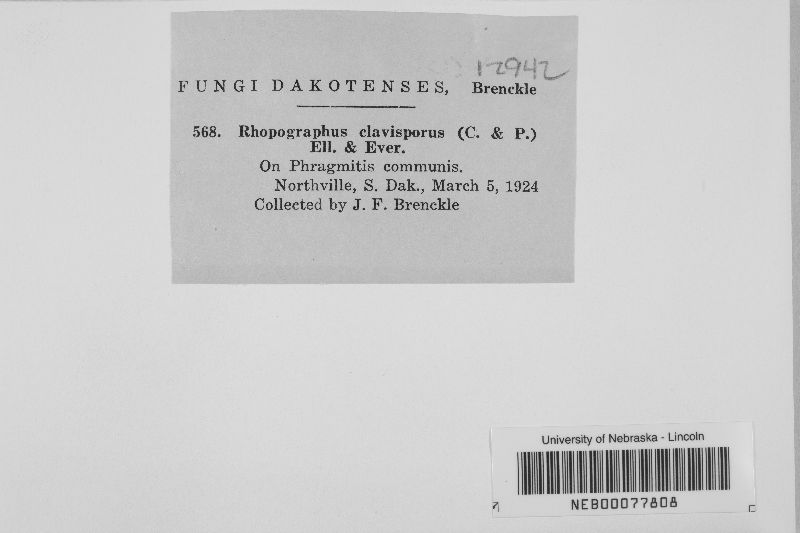 12942
FUNGI DAKOTENSES, Brenckle
568. Rhopographus clavisporus (C. & P.)
Ell. & Ever.
On Phragmitis communis.
Northville, S. Dak., March 5, 1924
Collected by J. F. Brenckle
University of Nebraska - Lincoln
NEB00077808